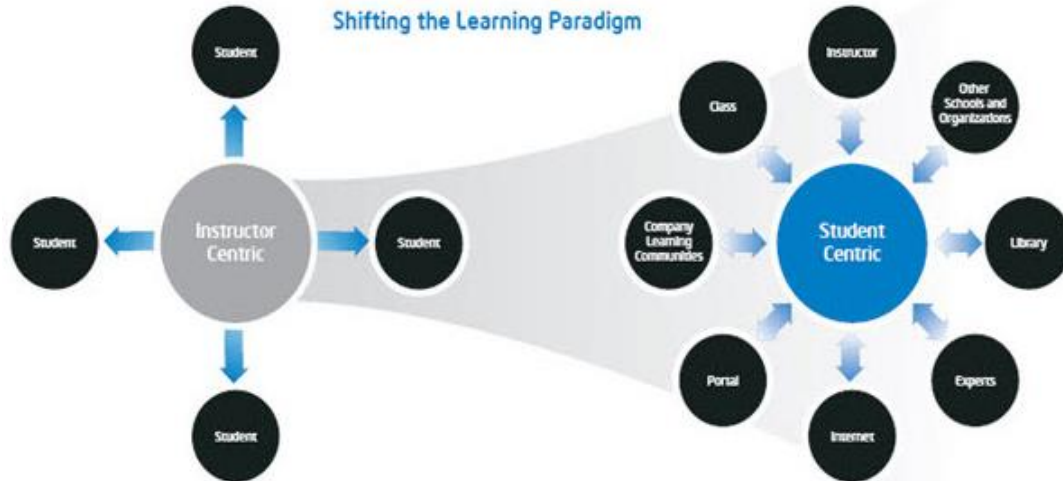 Shifting the Learning Paradigm
Student
Student
Instructor
Centric
Student
Student
Instructor
Class
Other
Schools and
Organizations
Company
Learning
Communities
Student
Centric
Library
Portal
Experts
Internet